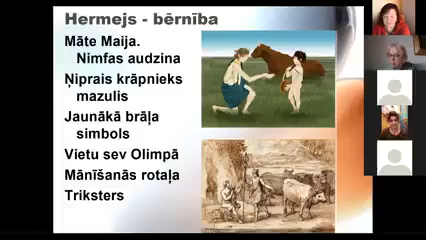 Hermejs - bērnība
Māte Maija.
Nimfas audzina
Ņiprais krāpnieks
mazulis
Jaunākā brāļa
simbols
Vietu sev Olimpā
Mānīšanās rotaļa
Triksters